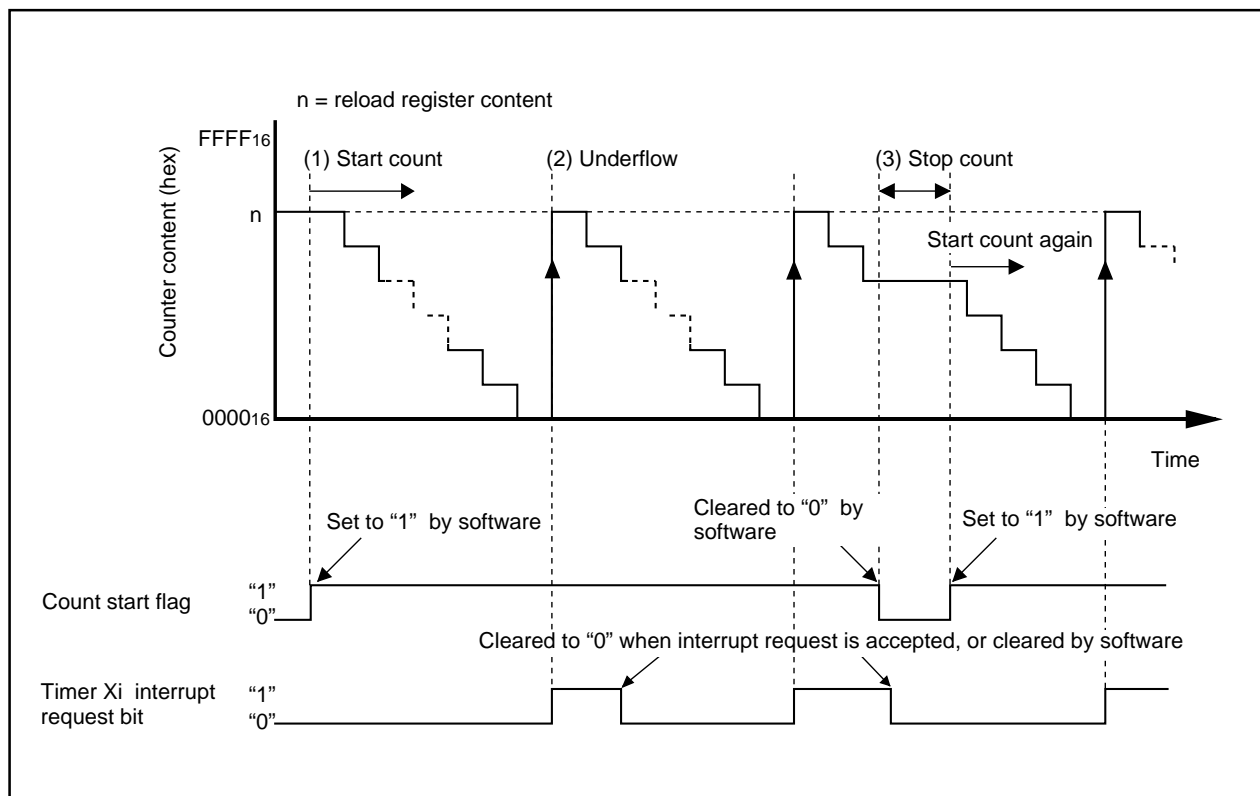 n = reload register content
FFFF16
(1) Start count
(2) Underflow
(3) Stop count
Counter content (hex)
n
Start count again
000016
Time
Set to “1” by software
Cleared to “0” by
software
Set to “1” by software
Count start flag
“1”
“0”
Cleared to “0” when interrupt request is accepted, or cleared by software
Timer Xi interrupt
request bit
“1”
“0”